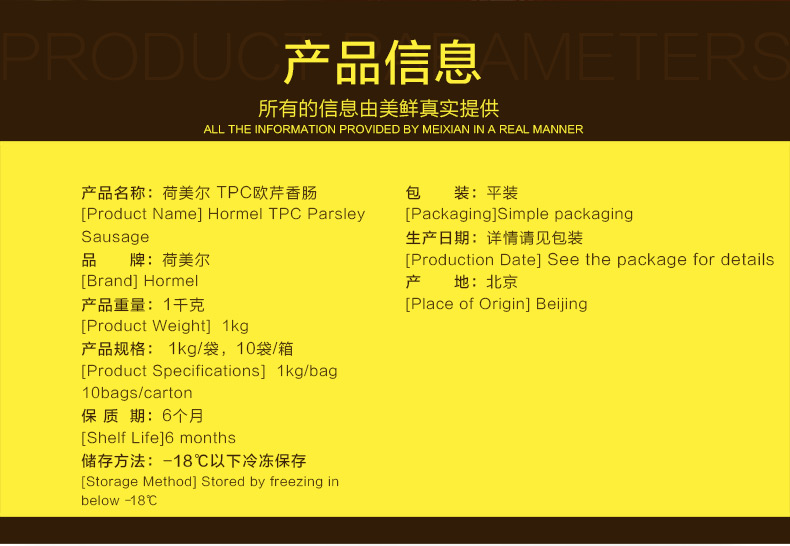 PRODUCT PARAMETERS
产品信息
所有的信息由美鲜真实提供
ALL THE INFORMATION PROVIDED BY MEIXIAN IN A REAL MANNER
产品名称：荷美尔 TPC欧芹香肠
[Product Name] Hormel TPC Parsley
Sausage
品 牌：荷美尔
[Brand] Hormel
产品重量：1千克
[Product Weight] 1kg
产品规格： 1kg/袋，10袋/箱
[Product Specifications] 1kg/bag
10bags/carton
保 质 期：6个月
[Shelf Life]6 months
储存方法：-18℃以下冷冻保存
[Storage Method] Stored by freezing in
below -18℃
包 装：平装
[Packaging]Simple packaging
生产日期：详情请见包装
[Production Date] See the package for details
产 地：北京
[Place of Origin] Beijing